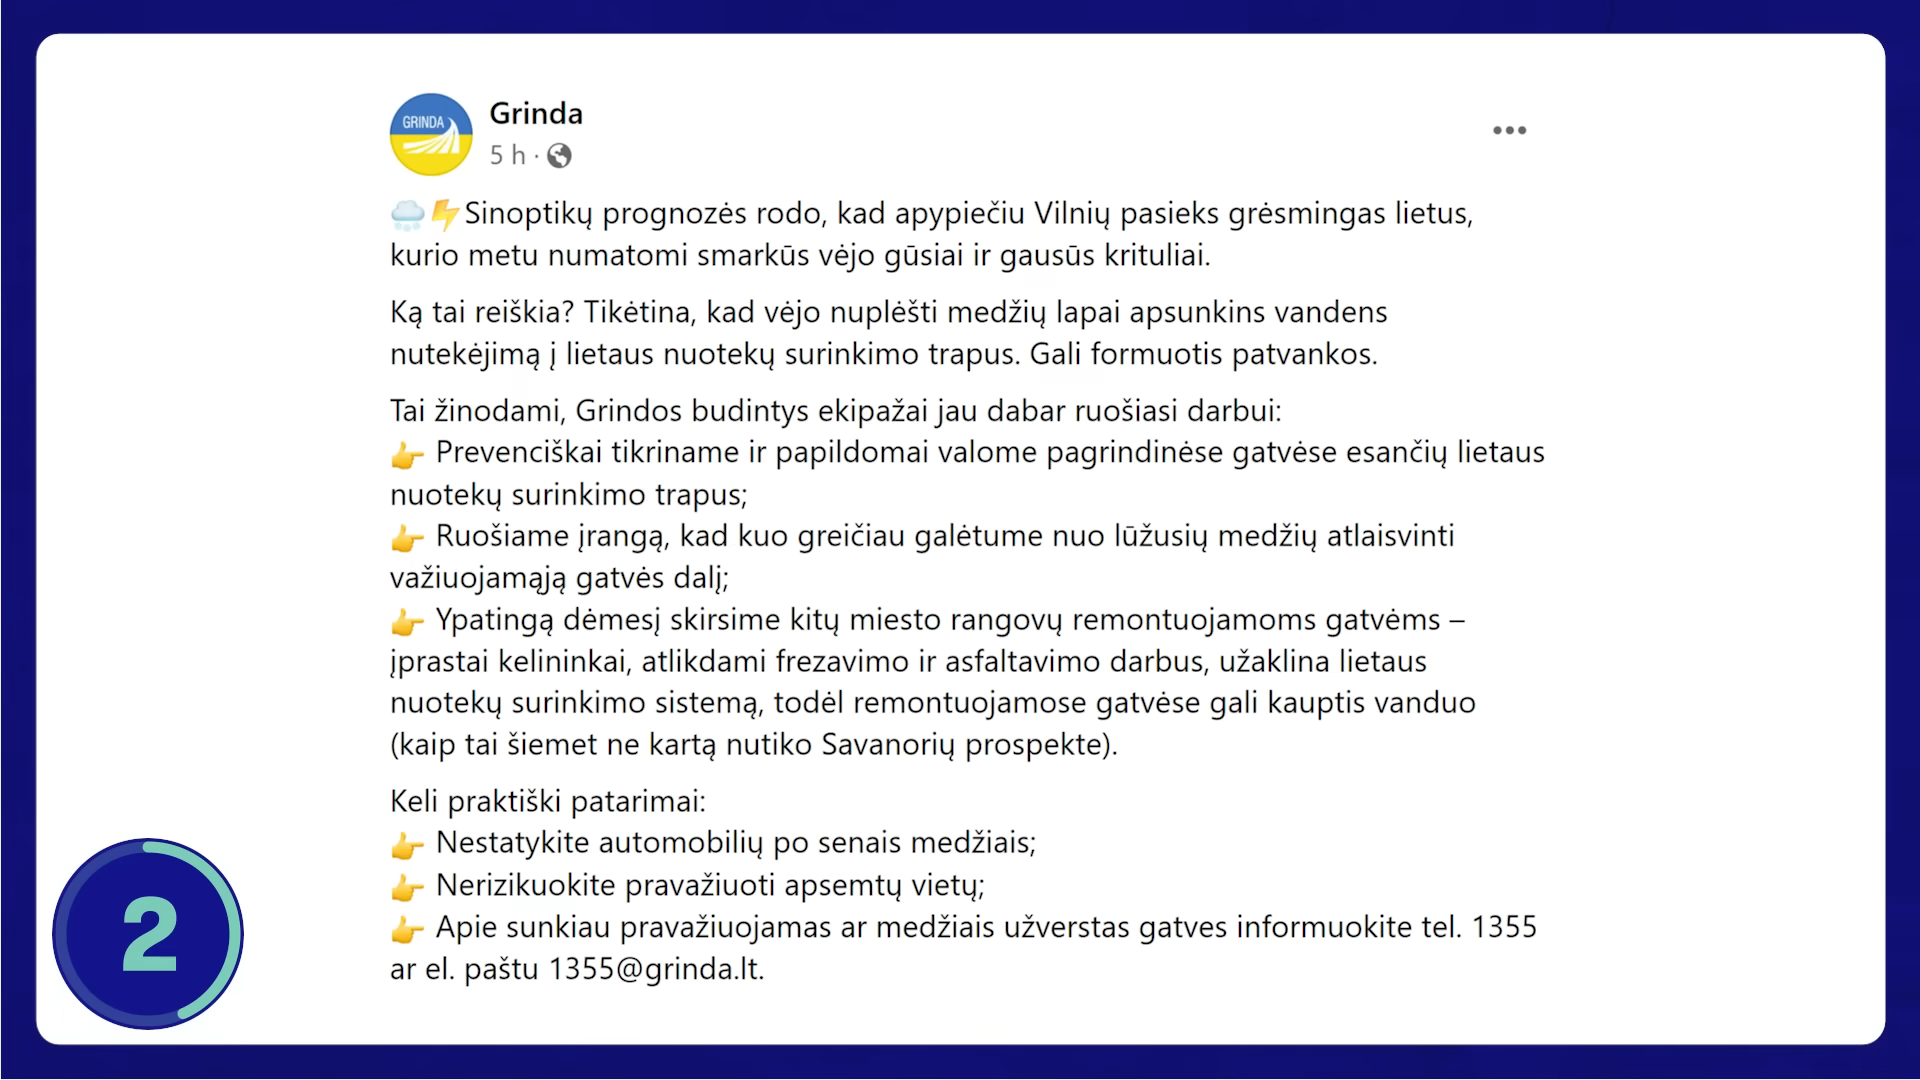 GRINDA
Grinda
5 h ·
🌧️⚡Sinoptikų prognozės rodo, kad apypiečiu Vilnių pasieks grėsmingas lietus,
kurio metu numatomi smarkūs vėjo gūsiai ir gausūs krituliai.
Ką tai reiškia? Tikėtina, kad vėjo nuplėšti medžių lapai apsunkins vandens
nutekėjimą į lietaus nuotekų surinkimo trapus. Gali formuotis patvankos.
Tai žinodami, Grindos budintys ekipažai jau dabar ruošiasi darbui:
👉 Prevenciškai tikriname ir papildomai valome pagrindinėse gatvėse esančių lietaus
nuotekų surinkimo trapus;
👉 Ruošiame įrangą, kad kuo greičiau galėtume nuo lūžusių medžių atlaisvinti
važiuojamąją gatvės dalį;
👉 Ypatingą dėmesį skirsime kitų miesto rangovų remontuojamoms gatvėms –
įprastai kelininkai, atlikdami frezavimo ir asfaltavimo darbus, užaklina lietaus
nuotekų surinkimo sistemą, todėl remontuojamose gatvėse gali kauptis vanduo
(kaip tai šiemet ne kartą nutiko Savanorių prospekte).
Keli praktiški patarimai:
👉 Nestatykite automobilių po senais medžiais;
👉 Nerizikuokite pravažiuoti apsemtų vietų;
👉 Apie sunkiau pravažiuojamas ar medžiais užverstas gatves informuokite tel. 1355
ar el. paštu 1355@grinda.lt.
2